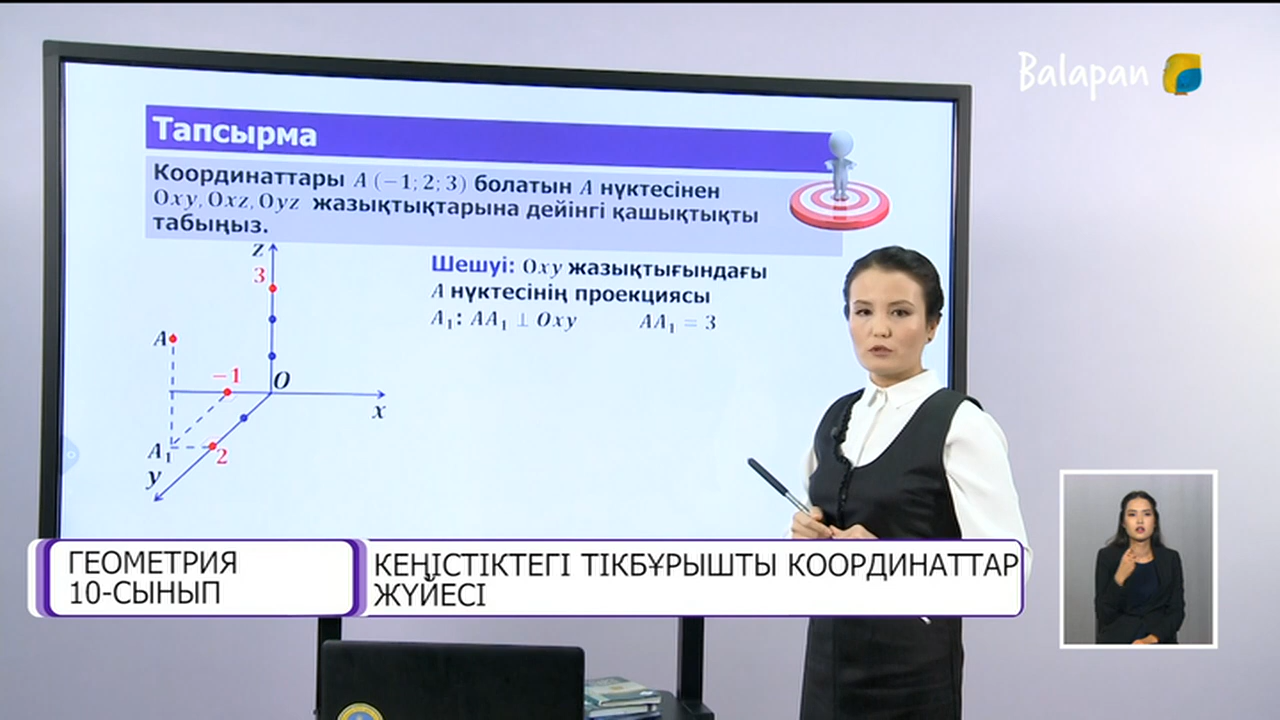 Balapan
Тапсырма
Координаттары A (−1; 2; 3) болатын A нүктесінен
Oxy, Oxz, Oyz жазықтықтарына дейінгі қашықтықты
табыңыз.
z
3
A
−1
O
x
A₁
2
y
Шешуі: Oxy жазықтығындағы
A нүктесінің проекциясы
A₁: AA₁ ⊥ Oxy AA₁ = 3
ГЕОМЕТРИЯ
10-СЫНЫП
КЕҢІСТІКТЕГІ ТІКБҰРЫШТЫ КООРДИНАТТАР
ЖҮЙЕСІ